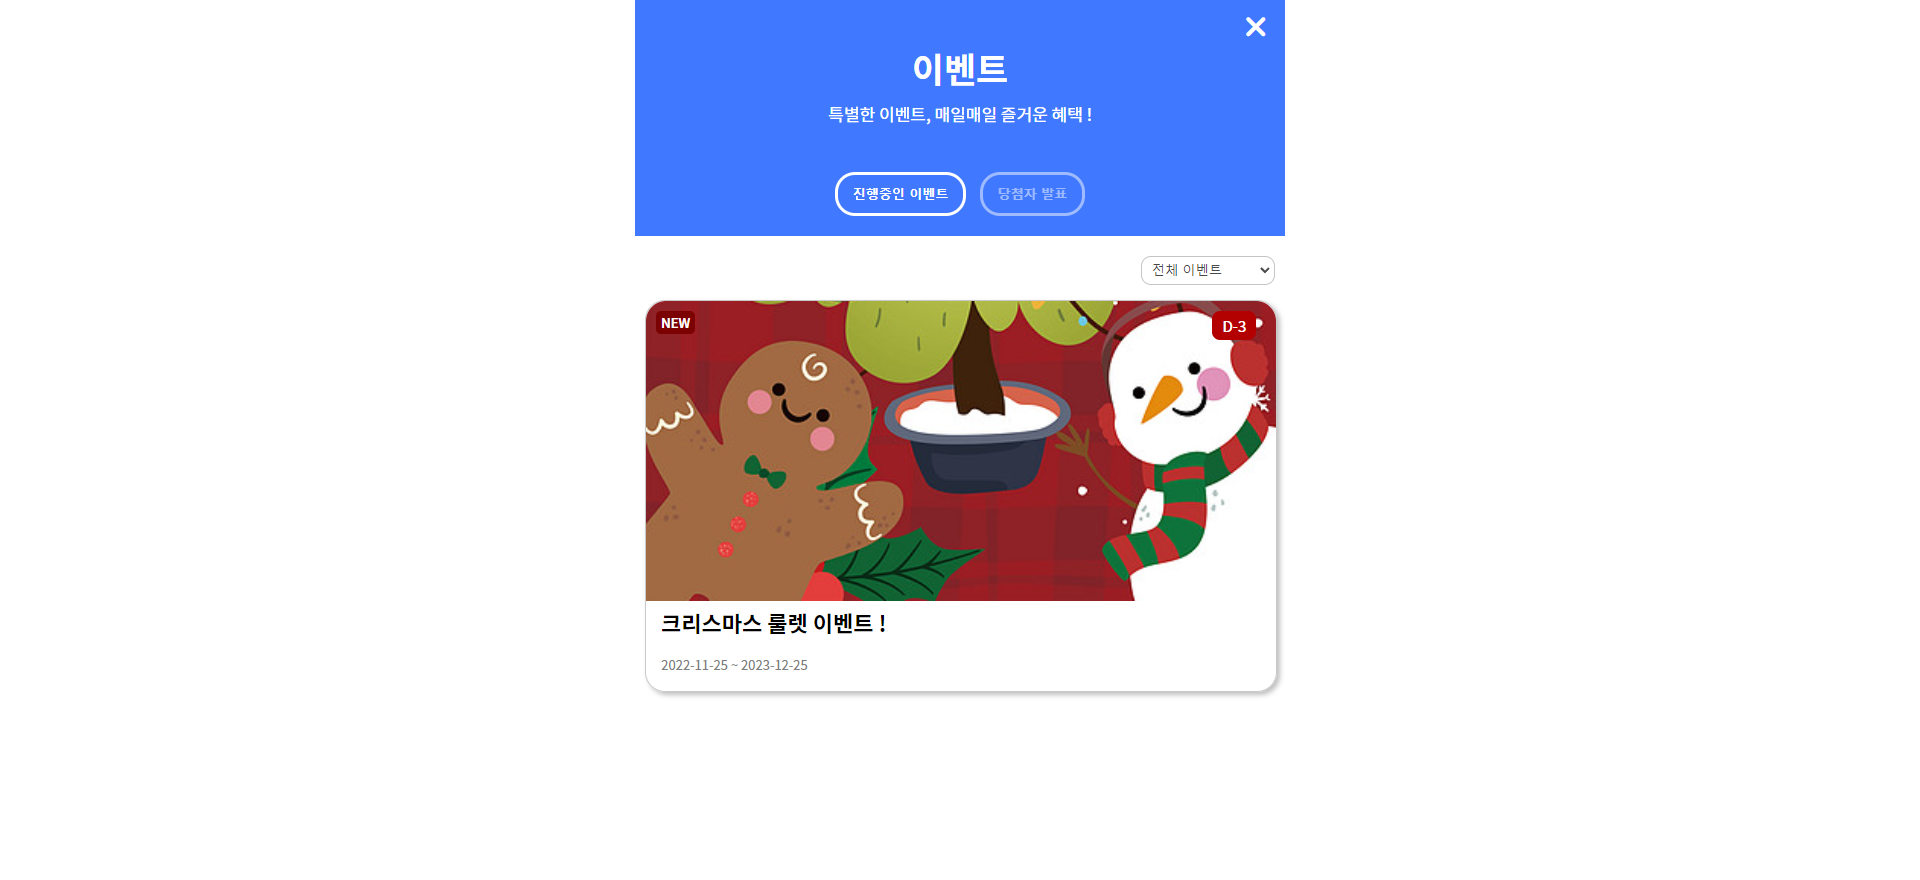 이벤트
특별한 이벤트, 매일매일 즐거운 혜택 !
진행중인 이벤트
당첨자 발표
전체 이벤트
NEW
D-3
크리스마스 룰렛 이벤트 !
2022-11-25 ~ 2023-12-25